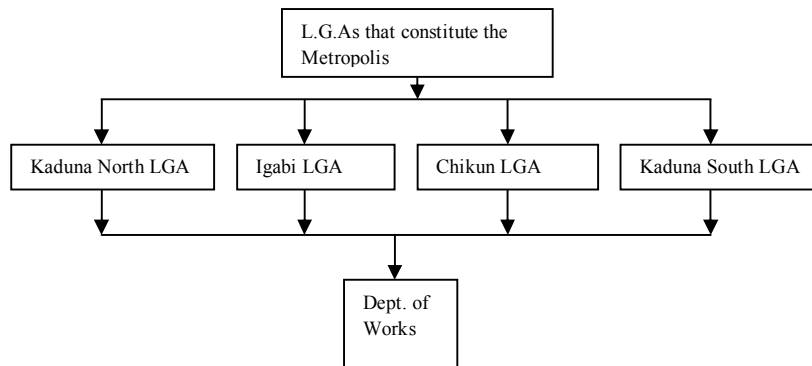 L.G.As that constitute the
Metropolis
Kaduna North LGA
Igabi LGA
Chikun LGA
Kaduna South LGA
Dept. of
Works